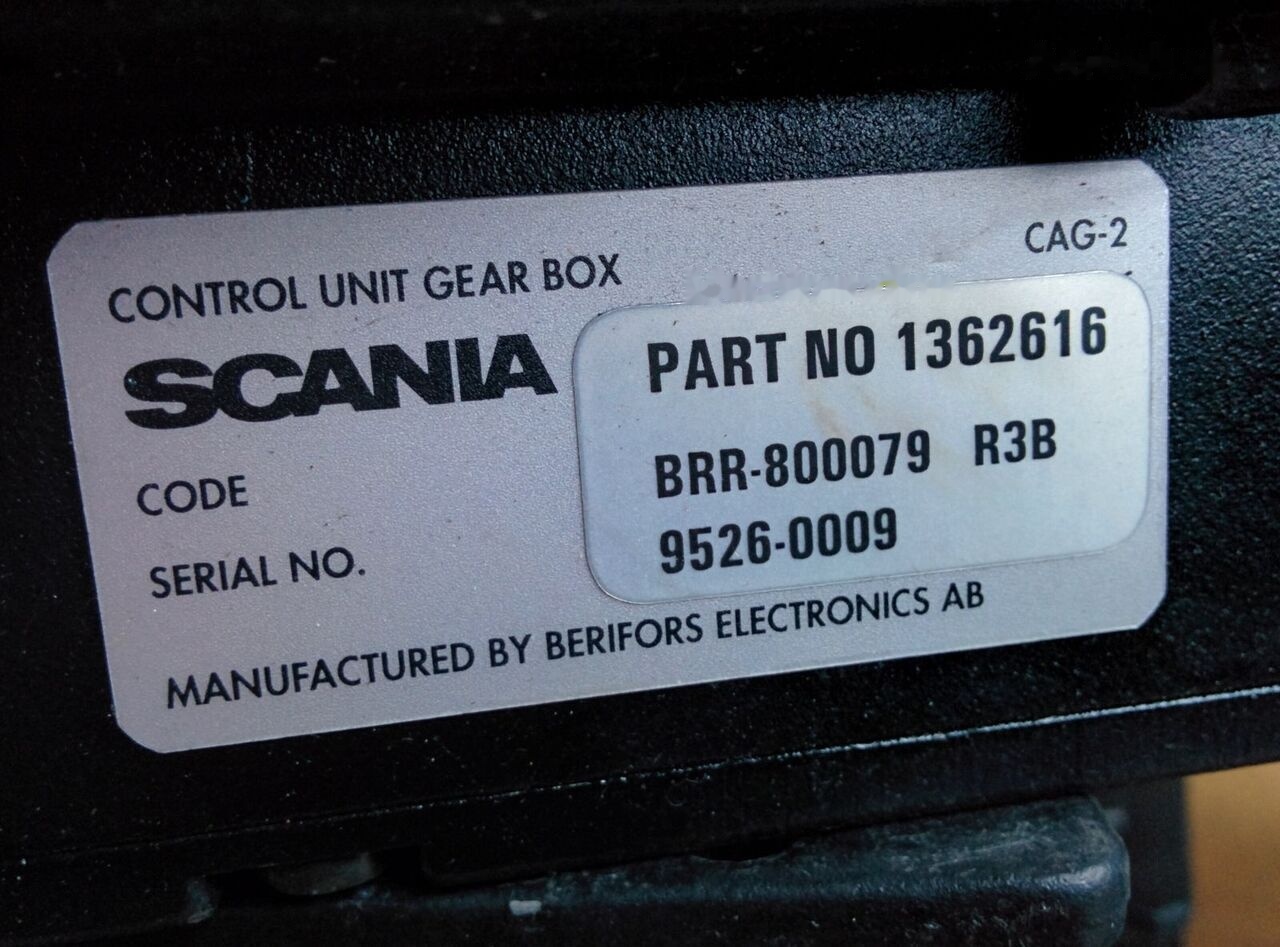 CONTROL UNIT GEAR BOX
CAG-2
SCANIA
PART NO 1362616
CODE
BRR-800079 R3B
SERIAL NO.
9526-0009
MANUFACTURED BY BERIFORS ELECTRONICS AB